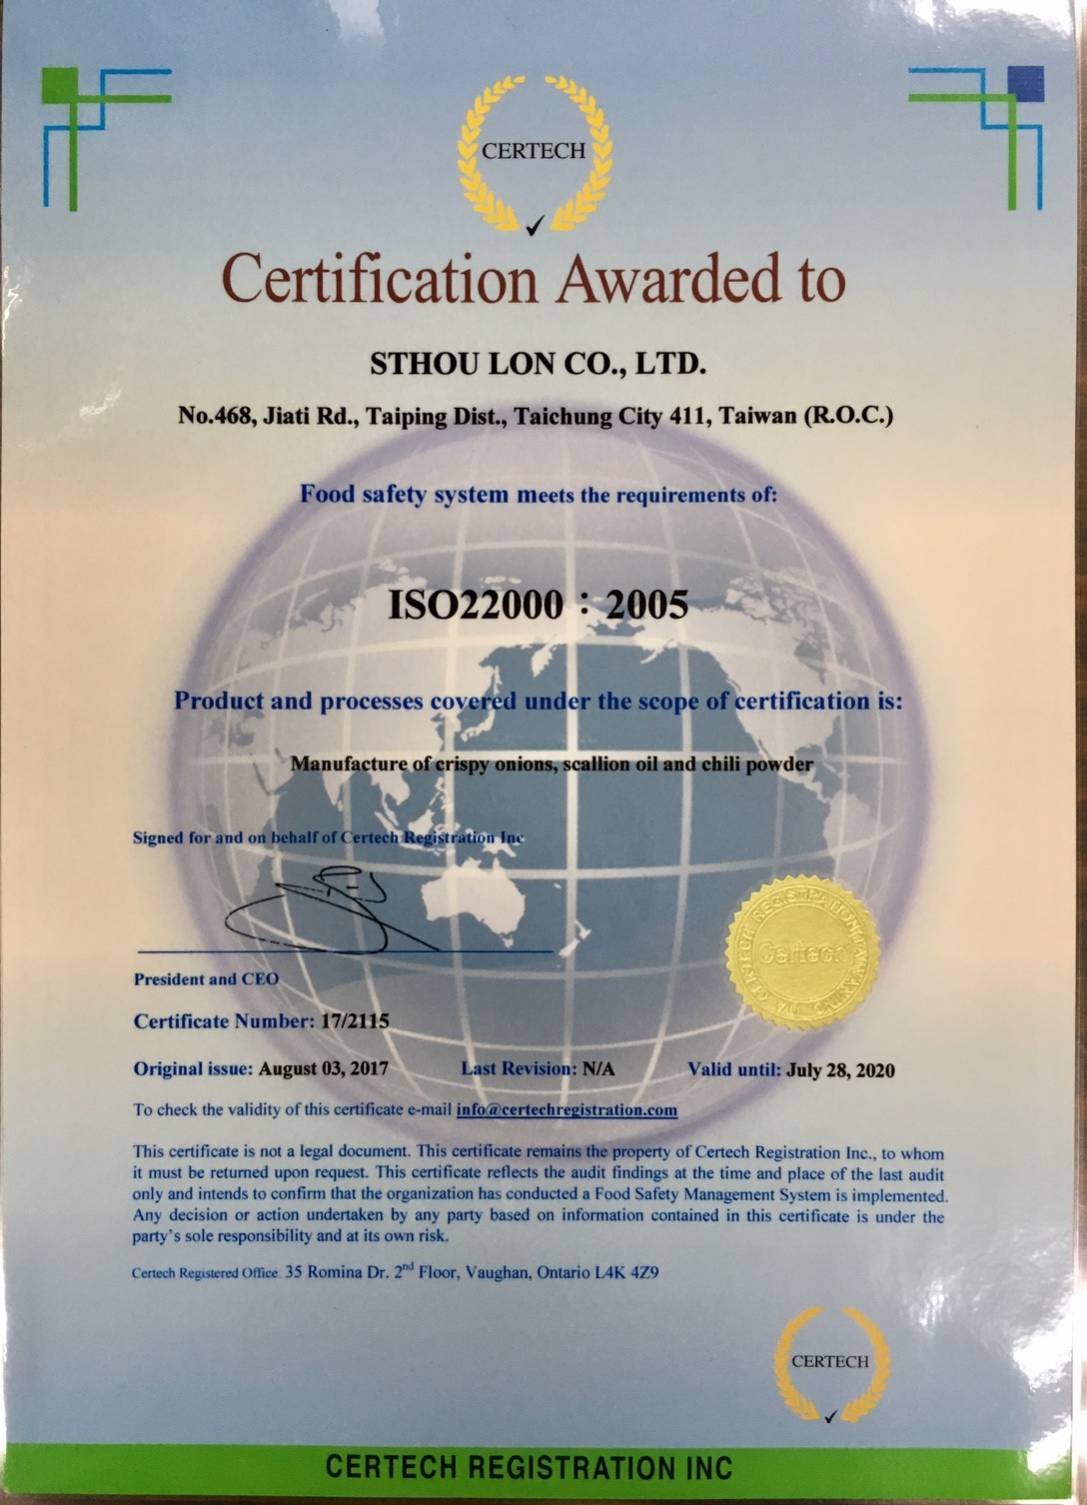 CERTECH
Certification Awarded to
STHOU LON CO., LTD.
No.468, Jiati Rd., Taiping Dist., Taichung City 411, Taiwan (R.O.C.)
Food safety system meets the requirements of:
ISO22000：2005
Product and processes covered under the scope of certification is:
Manufacture of crispy onions, scallion oil and chili powder
Signed for and on behalf of Certech Registration Inc
President and CEO
Certech
Certificate Number: 17/2115
Original issue: August 03, 2017 Last Revision: N/A Valid until: July 28, 2020
To check the validity of this certificate e-mail info@certechregistration.com
This certificate is not a legal document. This certificate remains the property of Certech Registration Inc., to whom
it must be returned upon request. This certificate reflects the audit findings at the time and place of the last audit
only and intends to confirm that the organization has conducted a Food Safety Management System is implemented.
Any decision or action undertaken by any party based on information contained in this certificate is under the
party's sole responsibility and at its own risk.
Certech Registered Office: 35 Romina Dr. 2nd Floor, Vaughan, Ontario L4K 4Z9
CERTECH
CERTECH REGISTRATION INC